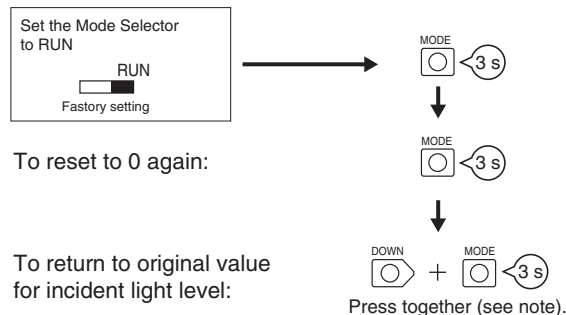 Set the Mode Selector
to RUN
RUN
Fastory setting
MODE
3 s
MODE
3 s
To reset to 0 again:
To return to original value
for incident light level:
DOWN
+
MODE
3 s
Press together (see note).